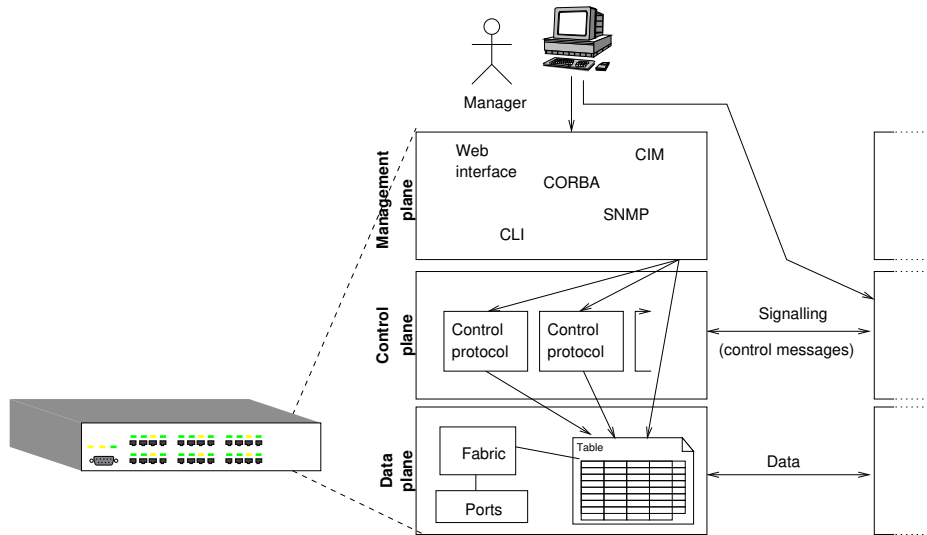 Manager
Management
plane
Web
interface
CIM
CORBA
SNMP
CLI
Control
plane
Control
protocol
Control
protocol
Signalling
(control messages)
Data
plane
Fabric
Ports
Table
Data